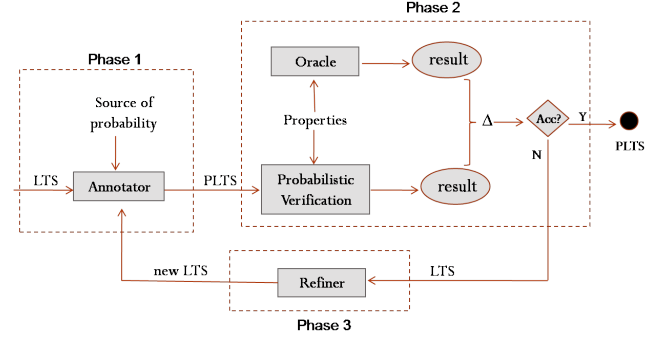 Phase 2
Phase 1
Oracle
result
Source of
probability
Properties
Δ
Acc?
Y
PLTS
N
LTS
Annotator
PLTS
Probabilistic
Verification
result
new LTS
Refiner
LTS
Phase 3